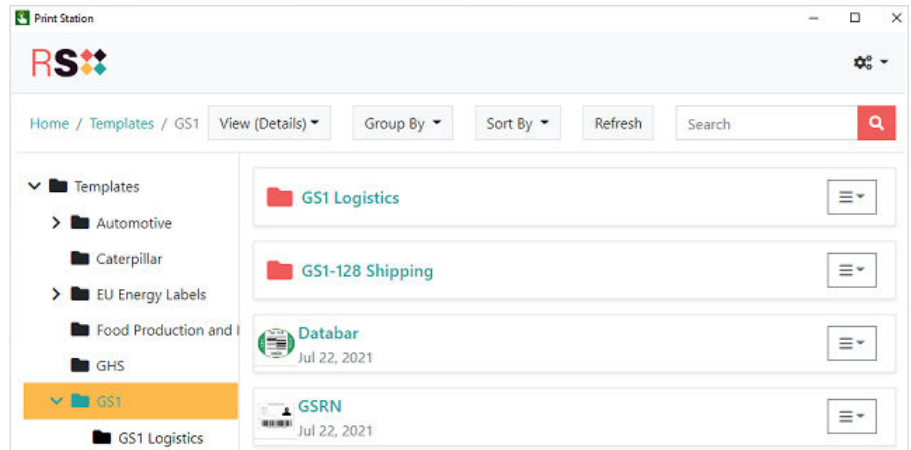 Print Station
RS
Home / Templates / GS1 View (Details) Group By Sort By Refresh Search
Templates
Automotive
Caterpillar
EU Energy Labels
Food Production and
GHS
GS1
GS1 Logistics
GS1 Logistics
GS1-128 Shipping
Databar
Jul 22, 2021
GSRN
Jul 22, 2021